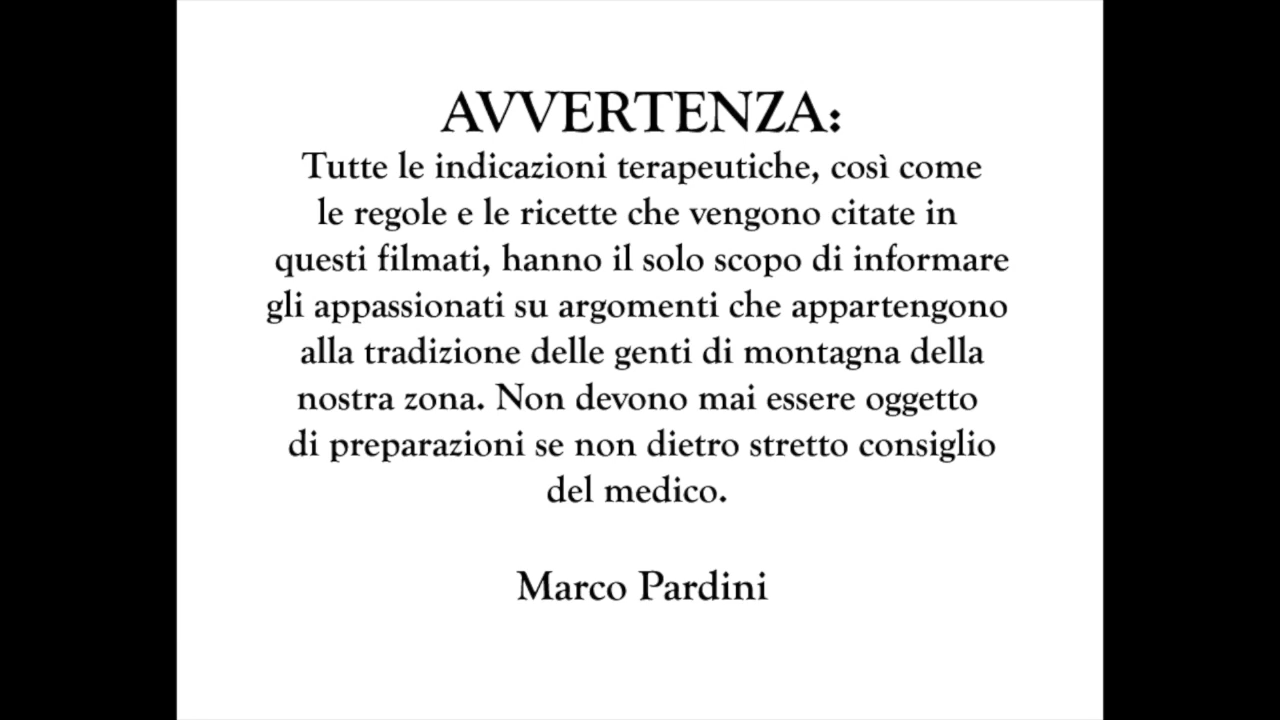 AVVERTENZA:
Tutte le indicazioni terapeutiche, così come
le regole e le ricette che vengono citate in
questi filmati, hanno il solo scopo di informare
gli appassionati su argomenti che appartengono
alla tradizione delle genti di montagna della
nostra zona. Non devono mai essere oggetto
di preparazioni se non dietro stretto consiglio
del medico.
Marco Pardini